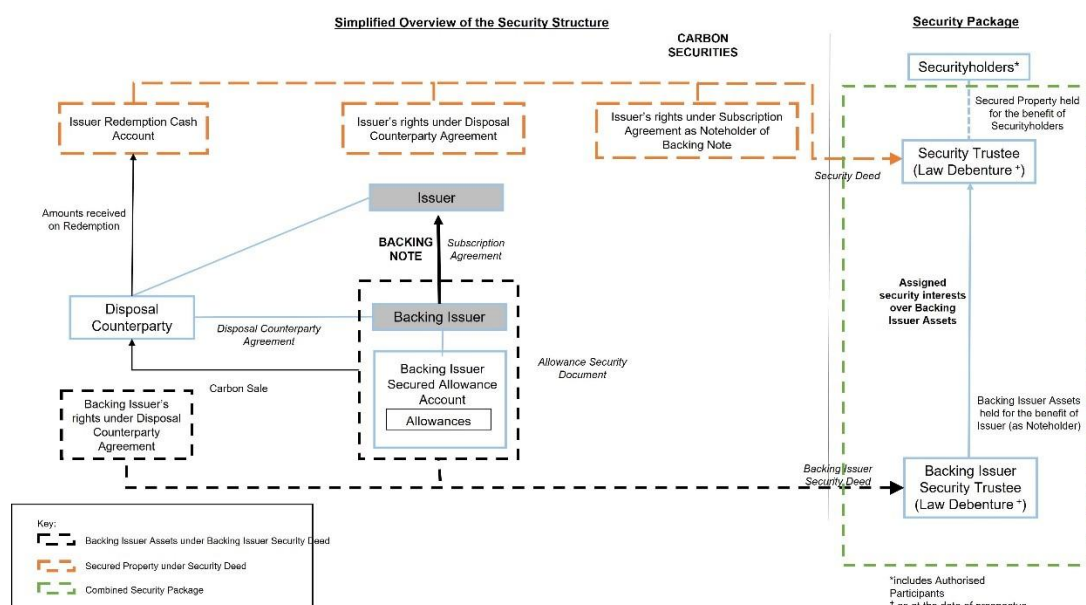 Simplified Overview of the Security Structure
Security Package
CARBON
SECURITIES
Securityholders*
Secured Property held
for the benefit of
Securityholders
Issuer Redemption Cash
Account
Issuer's rights under Disposal
Counterparty Agreement
Issuer's rights under Subscription
Agreement as Noteholder of
Backing Note
Security Deed
Security Trustee
(Law Debenture +)
Amounts received
on Redemption
Issuer
BACKING
NOTE
Subscription
Agreement
Assigned
security interests
over Backing
Issuer Assets
Disposal
Counterparty
Disposal Counterparty
Agreement
Backing Issuer
Allowance Security
Document
Backing Issuer
Secured Allowance
Account
Allowances
Carbon Sale
Backing Issuer's
rights under Disposal
Counterparty
Agreement
Backing Issuer Assets
held for the benefit of
Issuer (as Noteholder)
Backing Issuer
Security Deed
Backing Issuer
Security Trustee
(Law Debenture +)
Key:
Backing Issuer Assets under Backing Issuer Security Deed
Secured Property under Security Deed
Combined Security Package
*includes Authorised
Participants
+ as at the date of prospectus